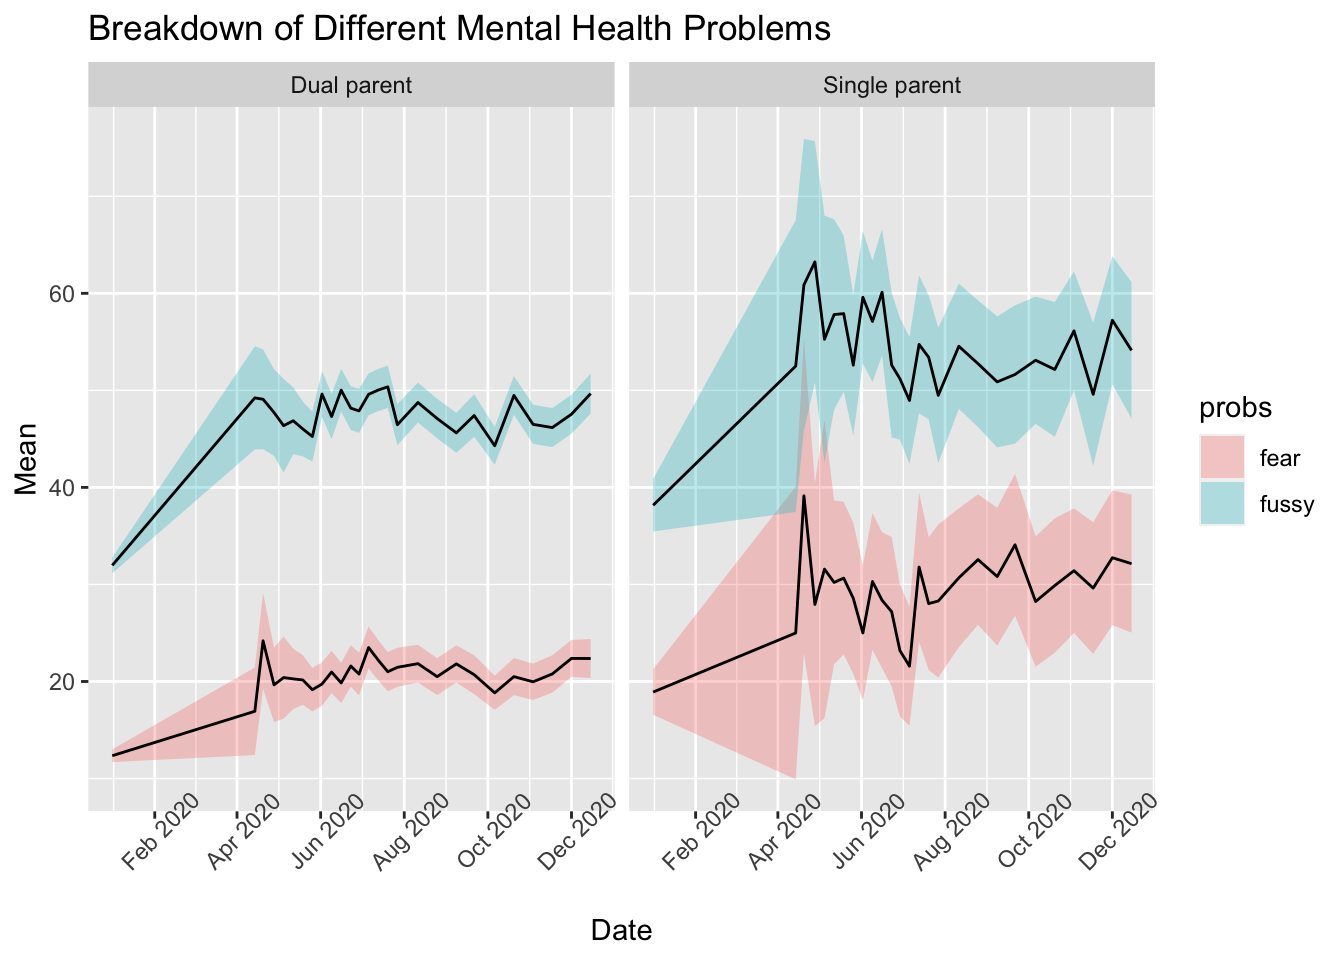 Breakdown of Different Mental Health Problems
Dual parent
Single parent
Mean
60
40
20
Feb 2020
Apr 2020
Jun 2020
Aug 2020
Oct 2020
Dec 2020
Feb 2020
Apr 2020
Jun 2020
Aug 2020
Oct 2020
Dec 2020
Date
probs
fear
fussy